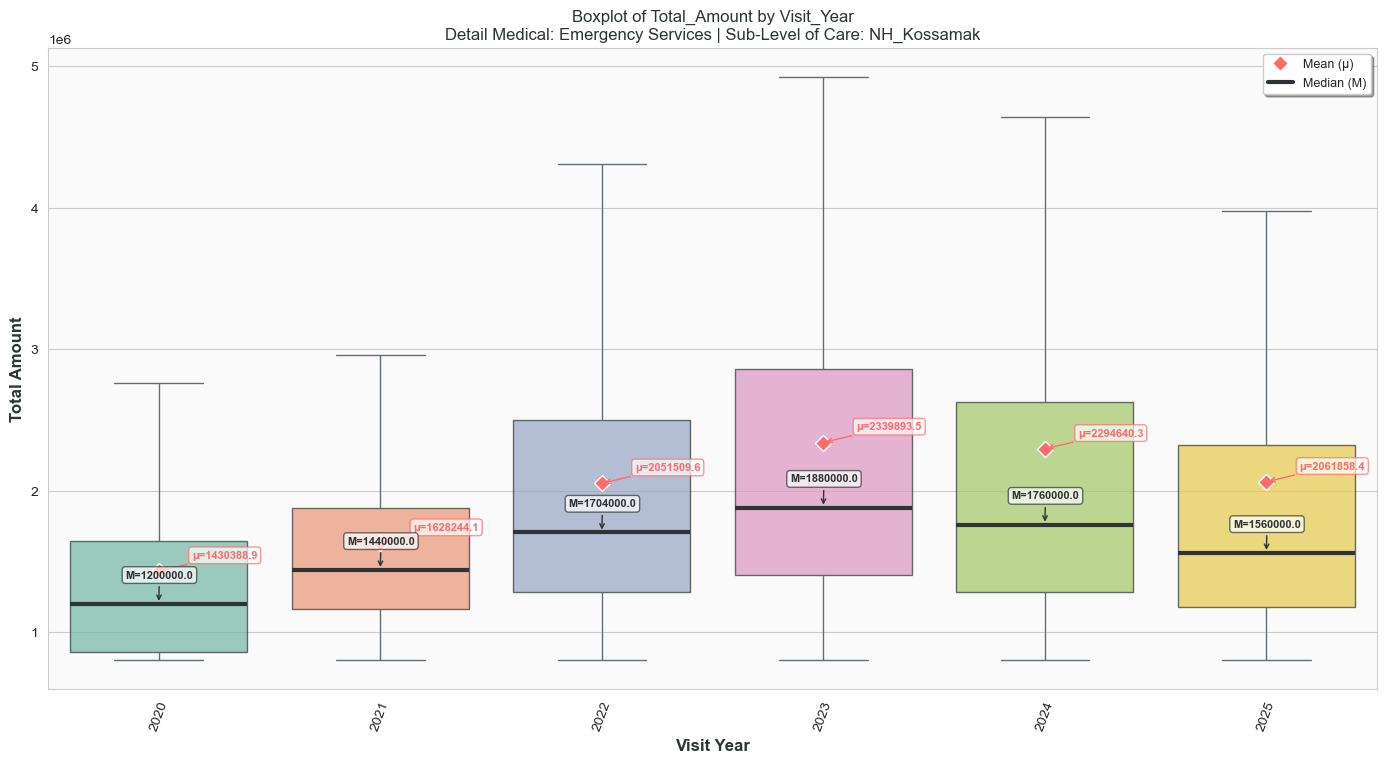 Boxplot of Total_Amount by Visit_Year
Detail Medical: Emergency Services | Sub-Level of Care: NH_Kossamak
1e6
Mean (μ)
Median (M)
5
4
3
2
1
Total Amount
μ=1430388.9
M=1200000.0
μ=1628244.1
M=1440000.0
μ=2051509.6
M=1704000.0
μ=2339893.5
M=1880000.0
μ=2294640.3
M=1760000.0
μ=2061858.4
M=1560000.0
2020
2021
2022
2023
2024
2025
Visit Year